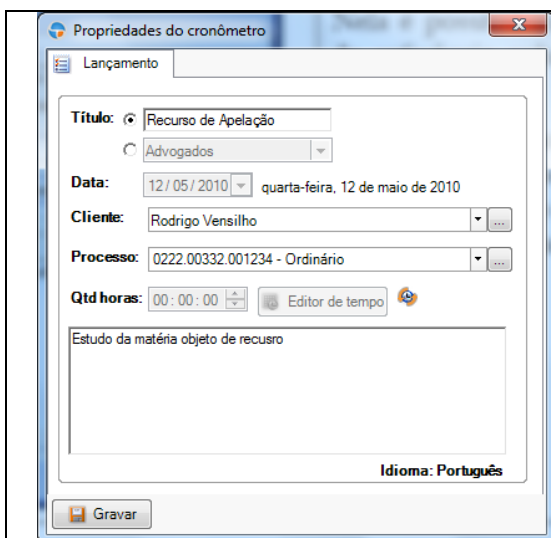 Propriedades do cronômetro
Lançamento
Título: Recurso de Apelação
Advogados
Data: 12/05/2010 quarta-feira, 12 de maio de 2010
Cliente: Rodrigo Vensilho ...
Processo: 0222.00332.001234 - Ordinário ...
Qtd horas: 00:00:00 Editor de tempo
Estudo da matéria objeto de recusro
Idioma: Português
Gravar